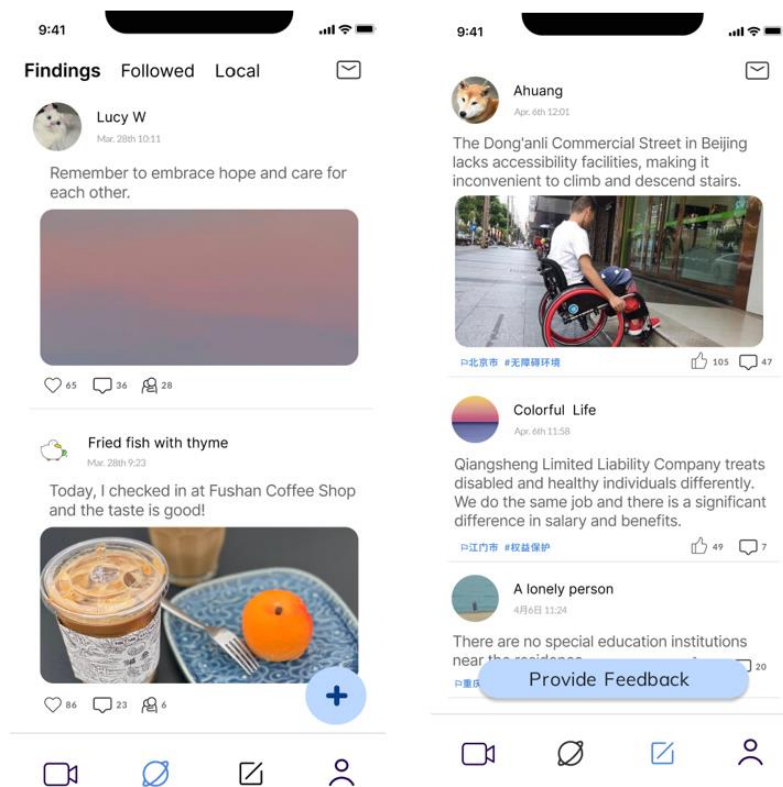 9:41
Findings Followed Local
Lucy W
Mar. 28th 10:11
Remember to embrace hope and care for
each other.
65 36 28
Fried fish with thyme
Mar. 28th 9:23
Today, I checked in at Fushan Coffee Shop
and the taste is good!
86 23 6
9:41
Ahuang
Apr. 6th 12:01
The Dong'anli Commercial Street in Beijing
lacks accessibility facilities, making it
inconvenient to climb and descend stairs.
北京市 #无障碍环境 105 47
Colorful Life
Apr. 6th 11:58
Qiangsheng Limited Liability Company treats
disabled and healthy individuals differently.
We do the same job and there is a significant
difference in salary and benefits.
江门市 #权益保护 49 7
A lonely person
4月6日 11:24
There are no special education institutions
near the residence
重庆 20
Provide Feedback